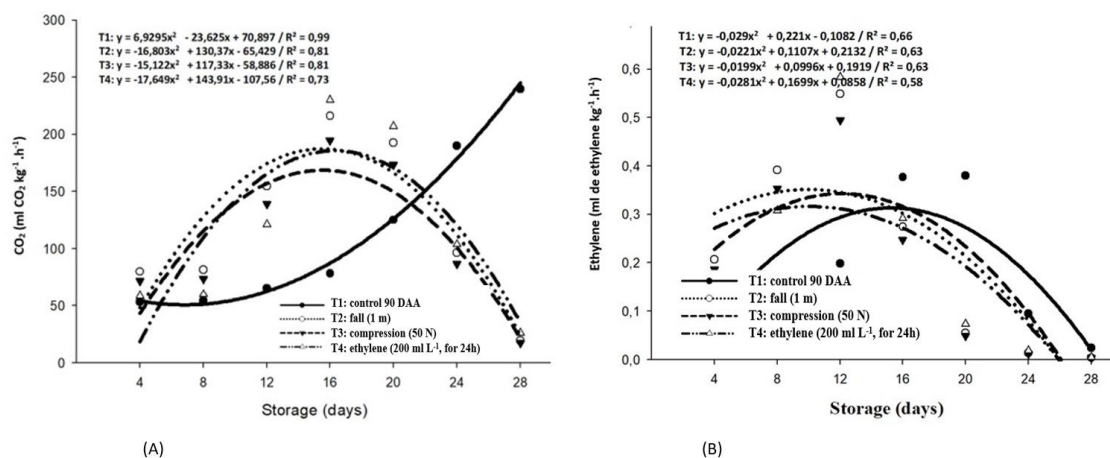 T1: y = 6,9295x² - 23,625x + 70,897 / R² = 0,99
T2: y = -16,803x² + 130,37x - 65,429 / R² = 0,81
T3: y = -15,122x² + 117,33x - 58,886 / R² = 0,81
T4: y = -17,649x² + 143,91x - 107,56 / R² = 0,73
300
250
200
150
100
50
0
CO₂ (ml CO₂ kg⁻¹ .h⁻¹)
T1: control 90 DAA
T2: fall (1 m)
T3: compression (50 N)
T4: ethylene (200 ml L⁻¹, for 24h)
4 8 12 16 20 24 28
Storage (days)
(A)
T1: y = -0,029x² + 0,221x - 0,1082 / R² = 0,66
T2: y = -0,0221x² + 0,1107x + 0,2132 / R² = 0,63
T3: y = -0,0199x² + 0,0996x + 0,1919 / R² = 0,63
T4: y = -0,0281x² + 0,1699x + 0,0858 / R² = 0,58
0,6
0,5
0,4
0,3
0,2
0,1
0,0
Ethylene (ml de ethylene kg⁻¹.h⁻¹)
T1: control 90 DAA
T2: fall (1 m)
T3: compression (50 N)
T4: ethylene (200 ml L⁻¹, for 24h)
4 8 12 16 20 24 28
Storage (days)
(B)